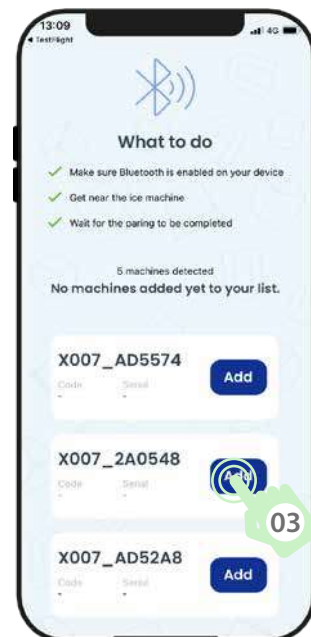 13:09
4G
◀ TestFlight
What to do
Make sure Bluetooth is enabled on your device
Get near the ice machine
Wait for the paring to be completed
5 machines detected
No machines added yet to your list.
X007_AD5574
Code Serial
- -
Add
X007_2A0548
Code Serial
- -
Add
03
X007_AD52A8
Code Serial
- -
Add